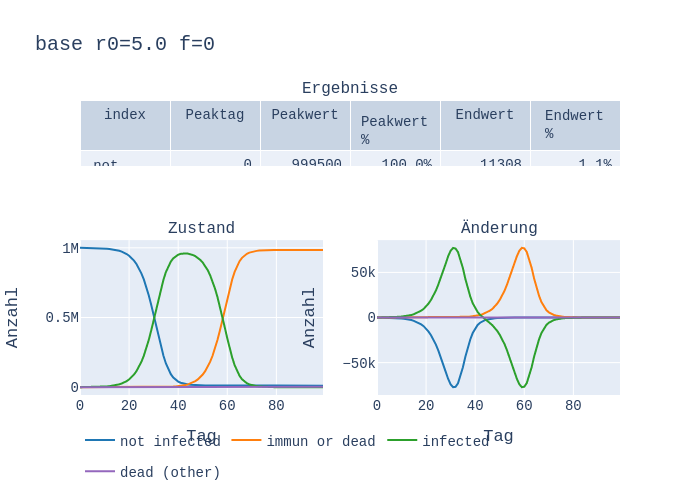 base r0=5.0 f=0
Ergebnisse
index Peaktag Peakwert Peakwert % Endwert Endwert %
not 0 999500 100.0% 11308 1.1%
Zustand
Anzahl
1M
0.5M
0
0 20 40 60 80
Tag
Änderung
Anzahl
50k
0
−50k
0 20 40 60 80
Tag
not infected immun or dead infected
dead (other)